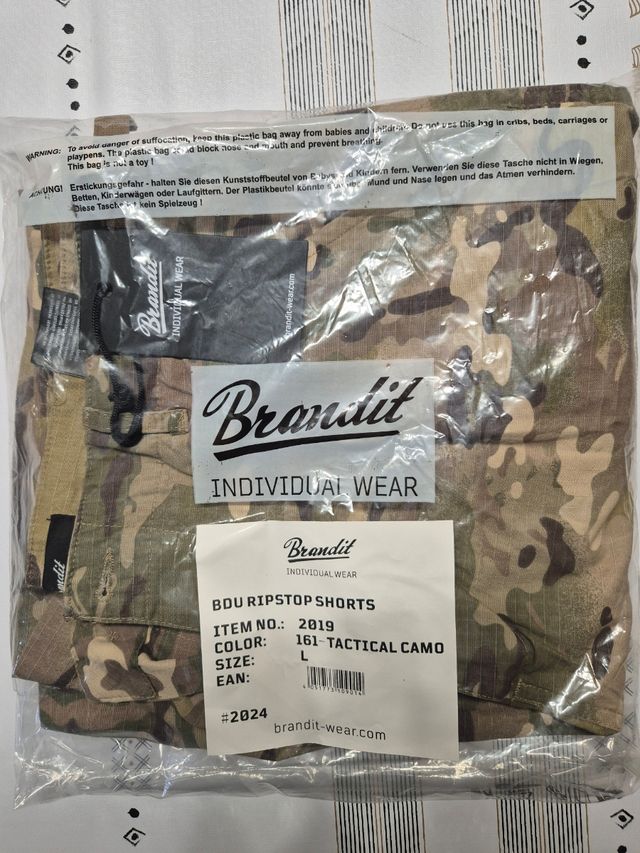 WARNING: To avoid danger of suffocation, keep this plastic bag away from babies and children. Do not use this bag in cribs, beds, carriages or
playpens. The plastic bag could block nose and mouth and prevent breathing.
This bag is not a toy !
ACHTUNG! Erstickungsgefahr - halten Sie diesen Kunststoffbeutel von Babys und Kindern fern. Verwenden Sie diese Tasche nicht in Wiegen,
Betten, Kinderwägen oder Laufgittern. Der Plastikbeutel könnte sich über Mund und Nase legen und das Atmen verhindern.
Diese Tasche ist kein Spielzeug !
Brandit
INDIVIDUAL WEAR
brandit-wear.com
Brandit
INDIVIDUAL WEAR
Brandit
INDIVIDUAL WEAR
BDU RIPSTOP SHORTS
ITEM NO.: 2019
COLOR: 161-TACTICAL CAMO
SIZE: L
EAN:
4051773109014
#2024
brandit-wear.com